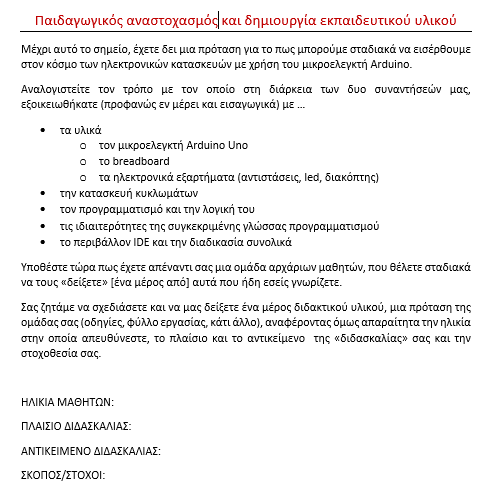 Παιδαγωγικός αναστοχασμός και δημιουργία εκπαιδευτικού υλικού
Μέχρι αυτό το σημείο, έχετε δει μια πρόταση για το πως μπορούμε σταδιακά να εισέρθουμε
στον κόσμο των ηλεκτρονικών κατασκευών με χρήση του μικροελεγκτή Arduino.
Αναλογιστείτε τον τρόπο με τον οποίο στη διάρκεια των δυο συναντήσεών μας,
εξοικειωθήκατε (προφανώς εν μέρει και εισαγωγικά) με ...
• τα υλικά
o τον μικροελεγκτή Arduino Uno
o το breadboard
o τα ηλεκτρονικά εξαρτήματα (αντιστάσεις, led, διακόπτης)
• την κατασκευή κυκλωμάτων
• τον προγραμματισμό και την λογική του
• τις ιδιαιτερότητες της συγκεκριμένης γλώσσας προγραμματισμού
• το περιβάλλον IDE και την διαδικασία συνολικά
Υποθέστε τώρα πως έχετε απέναντι σας μια ομάδα αρχάριων μαθητών, που θέλετε σταδιακά
να τους «δείξετε» [ένα μέρος από] αυτά που ήδη εσείς γνωρίζετε.
Σας ζητάμε να σχεδιάσετε και να μας δείξετε ένα μέρος διδακτικού υλικού, μια πρόταση της
ομάδας σας (οδηγίες, φύλλο εργασίας, κάτι άλλο), αναφέροντας όμως απαραίτητα την ηλικία
στην οποία απευθύνεστε, το πλαίσιο και το αντικείμενο της «διδασκαλίας» σας και την
στοχοθεσία σας.
ΗΛΙΚΙΑ ΜΑΘΗΤΩΝ:
ΠΛΑΙΣΙΟ ΔΙΔΑΣΚΑΛΙΑΣ:
ΑΝΤΙΚΕΙΜΕΝΟ ΔΙΔΑΣΚΑΛΙΑΣ:
ΣΚΟΠΟΣ/ΣΤΟΧΟΙ: